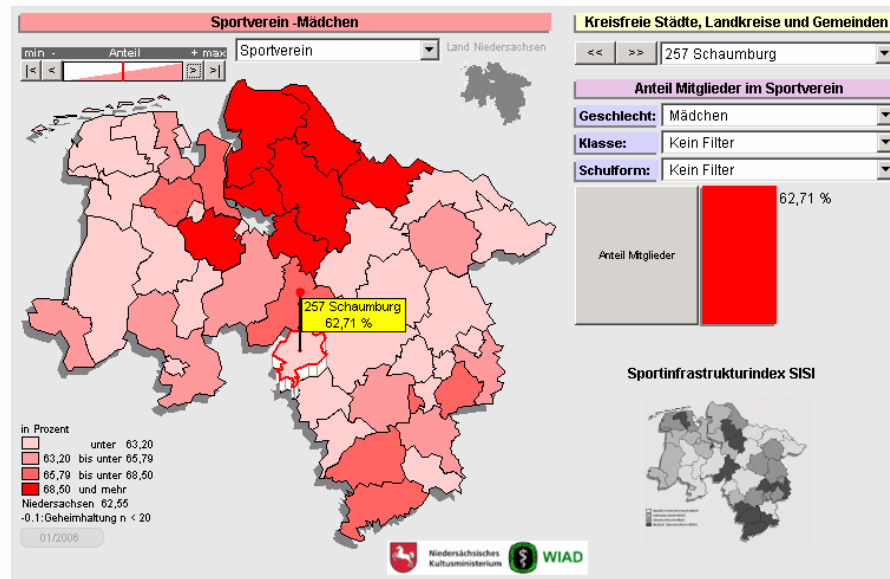 Sportverein -Mädchen
min - Anteil + max
|< < > >|
Sportverein
Land Niedersachsen
257 Schaumburg
62,71 %
in Prozent
unter 63,20
63,20 bis unter 65,79
65,79 bis unter 68,50
68,50 und mehr
Niedersachsen 62,55
-0.1:Geheimhaltung n < 20
01/2006
Niedersächsisches
Kultusministerium
WIAD
Kreisfreie Städte, Landkreise und Gemeinden
<< >> 257 Schaumburg
Anteil Mitglieder im Sportverein
Geschlecht: Mädchen
Klasse: Kein Filter
Schulform: Kein Filter
Anteil Mitglieder
62,71 %
Sportinfrastrukturindex SISI